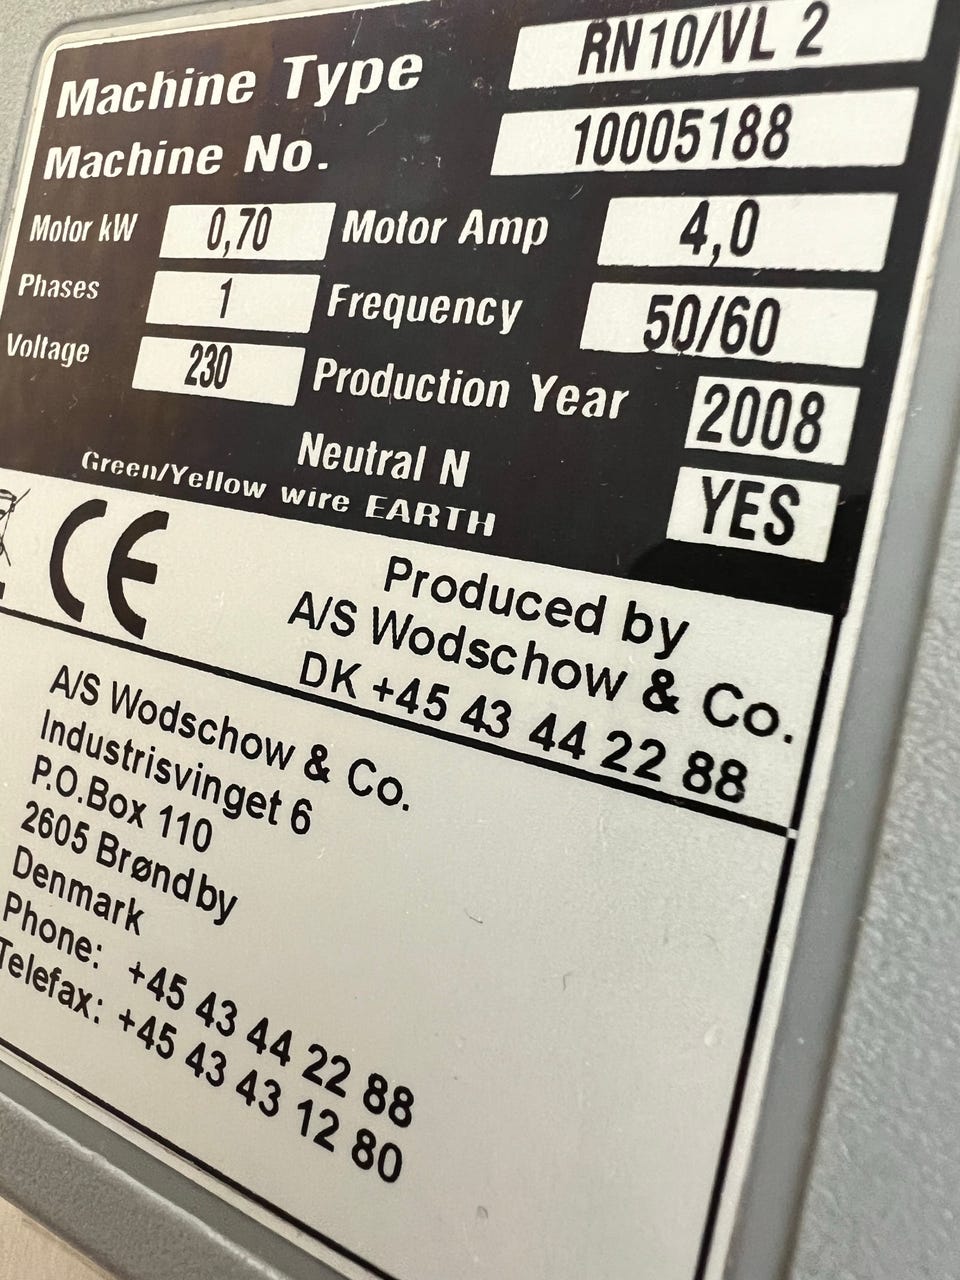 Machine Type RN10/VL 2
Machine No. 10005188
Motor kW 0,70 Motor Amp 4,0
Phases 1 Frequency 50/60
Voltage 230 Production Year 2008
Neutral N YES
Green/Yellow wire EARTH
CE Produced by
A/S Wodschow & Co.
DK +45 43 44 22 88
A/S Wodschow & Co.
Industrisvinget 6
P.O.Box 110
2605 Brøndby
Denmark
Phone: +45 43 44 22 88
Telefax: +45 43 43 12 80